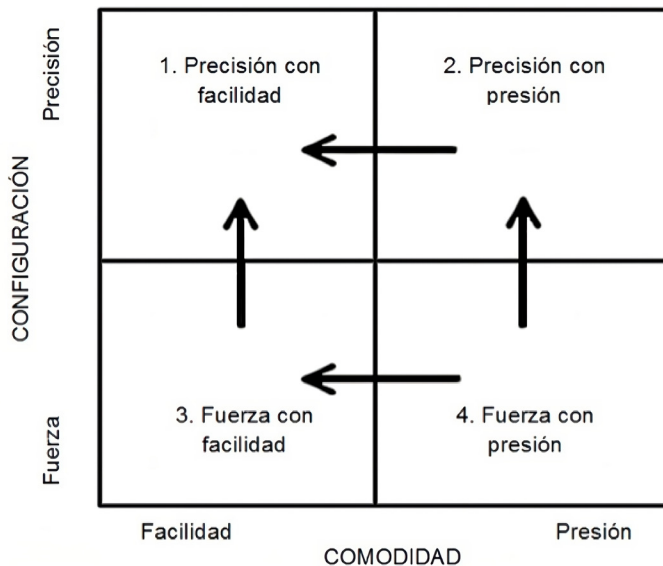 Precisión
1. Precisión con
facilidad
2. Precisión con
presión
CONFIGURACIÓN
Fuerza
3. Fuerza con
facilidad
4. Fuerza con
presión
Facilidad
Presión
COMODIDAD